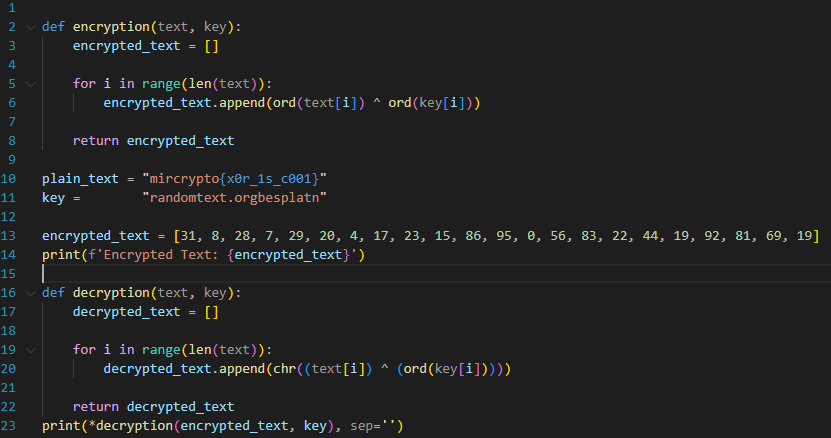 1
2 def encryption(text, key):
3     encrypted_text = []
4
5     for i in range(len(text)):
6         encrypted_text.append(ord(text[i]) ^ ord(key[i]))
7
8     return encrypted_text
9
10 plain_text = "mircrypto{x0r_1s_c001}"
11 key =        "randomtext.orgbesplatn"
12
13 encrypted_text = [31, 8, 28, 7, 29, 20, 4, 17, 23, 15, 86, 95, 0, 56, 83, 22, 44, 19, 92, 81, 69, 19]
14 print(f'Encrypted Text: {encrypted_text}')
15
16 def decryption(text, key):
17     decrypted_text = []
18
19     for i in range(len(text)):
20         decrypted_text.append(chr((text[i]) ^ (ord(key[i]))))
21
22     return decrypted_text
23 print(*decryption(encrypted_text, key), sep='')